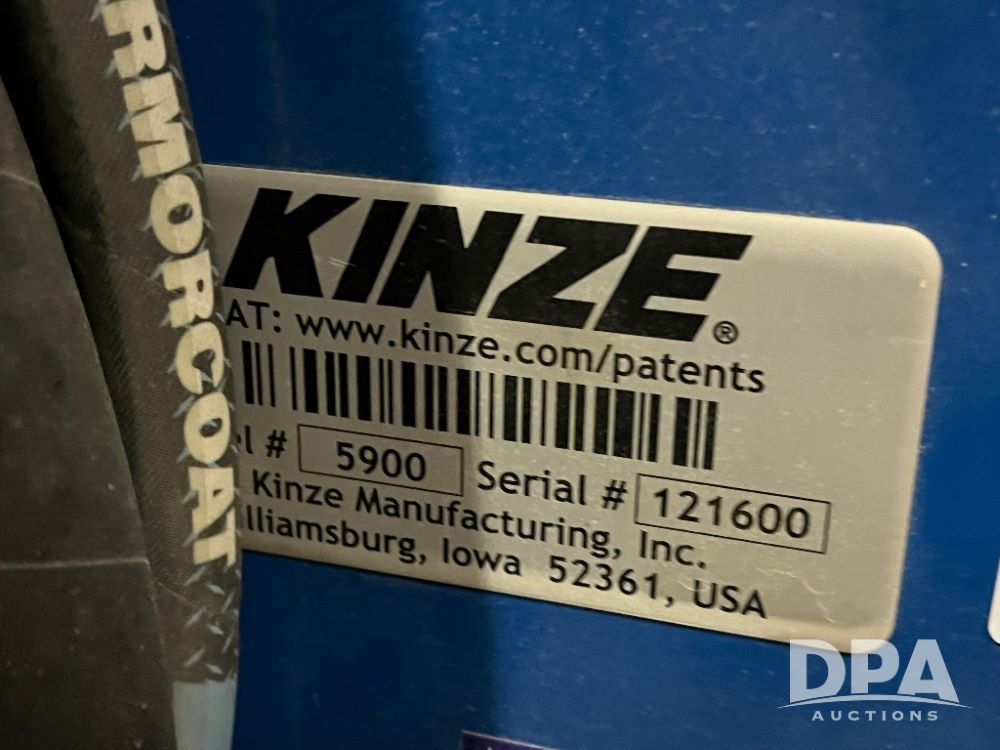 RMORCOAT
KINZE®
AT: www.kinze.com/patents
el # 5900 Serial # 121600
Kinze Manufacturing, Inc.
lliamsburg, Iowa 52361, USA
DPA
AUCTIONS